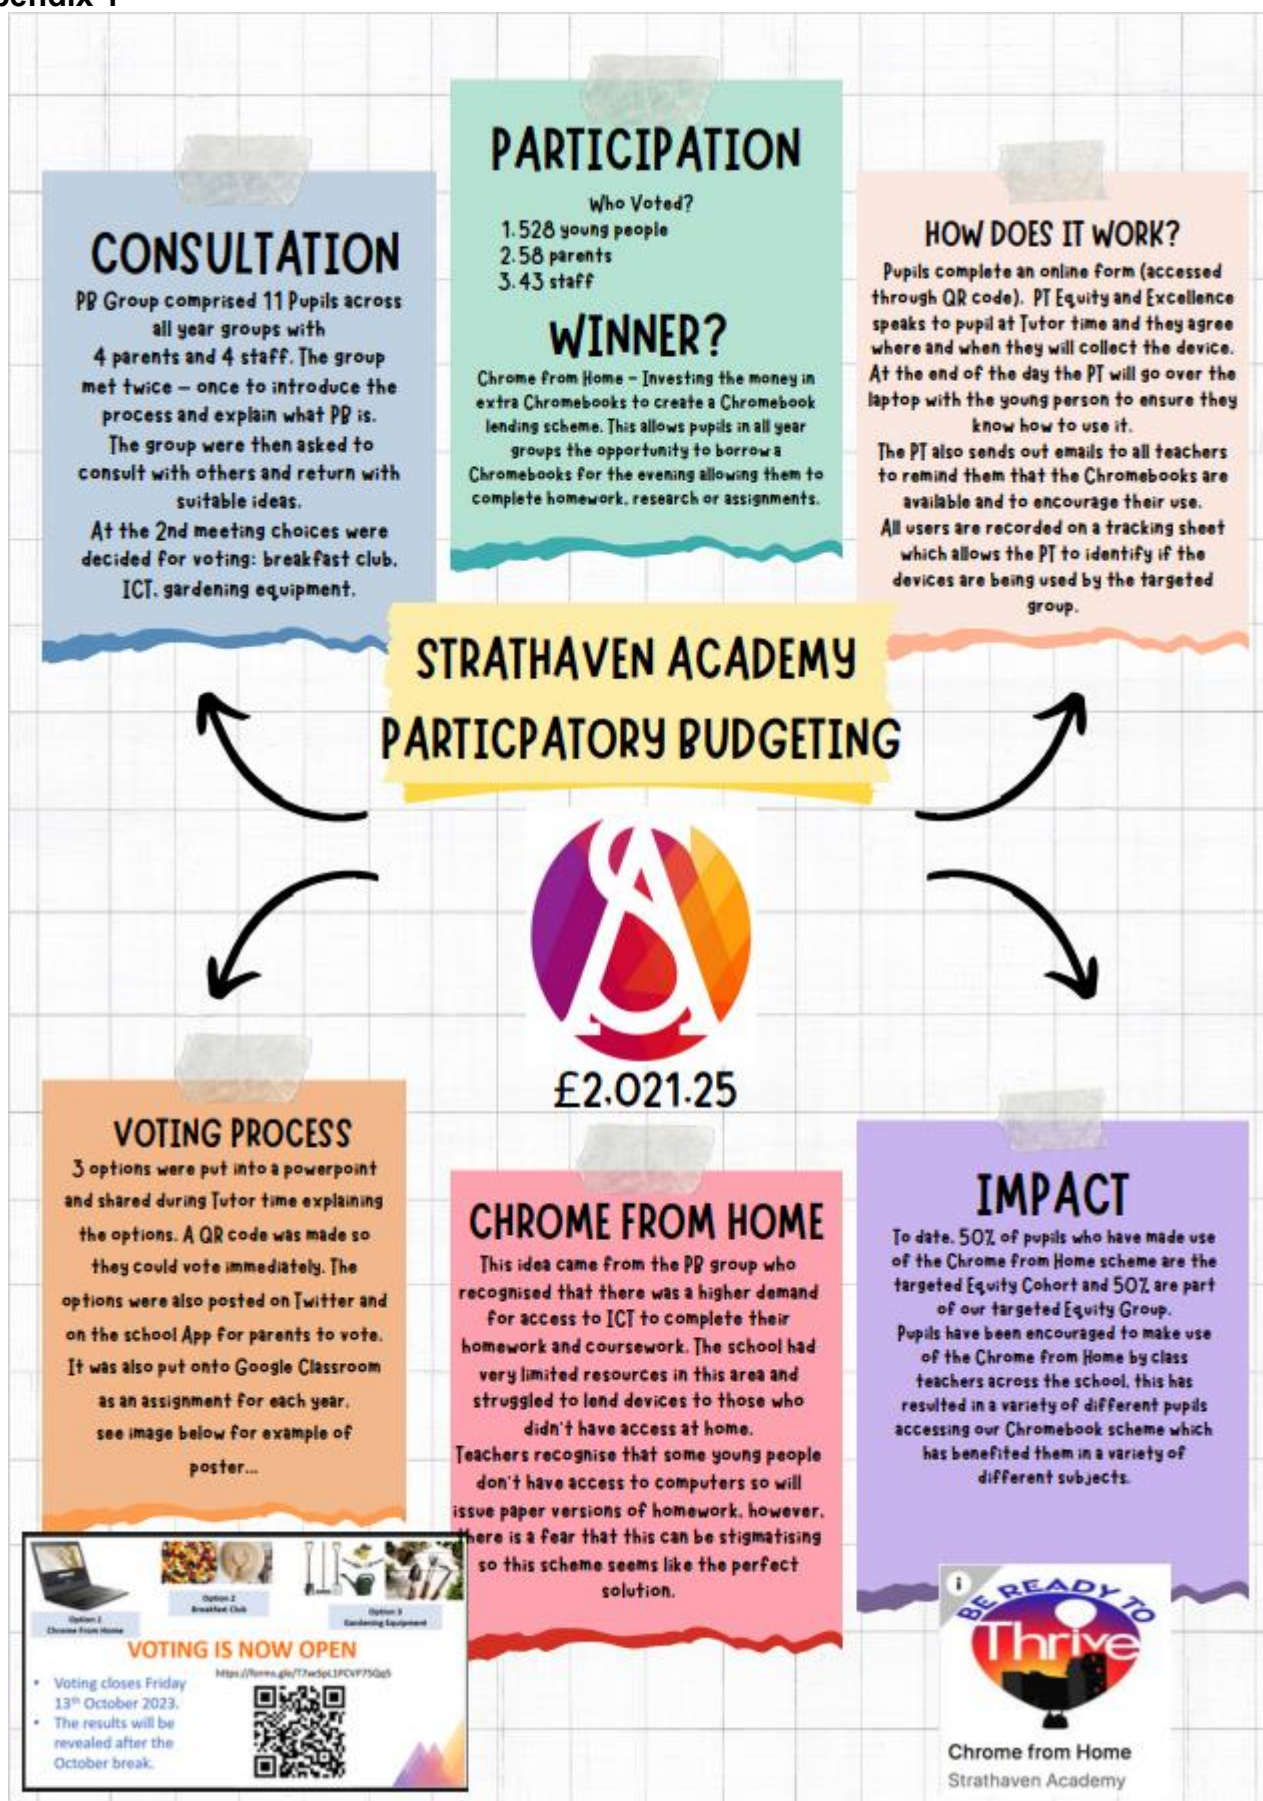 PARTICIPATION
Who Voted?
1. 528 young people
2. 58 parents
3. 43 staff
WINNER?
Chrome from Home – Investing the money in
extra Chromebooks to create a Chromebook
lending scheme. This allows pupils in all year
groups the opportunity to borrow a
Chromebooks for the evening allowing them to
complete homework, research or assignments.
CONSULTATION
PB Group comprised 11 Pupils across
all year groups with
4 parents and 4 staff. The group
met twice – once to introduce the
process and explain what PB is.
The group were then asked to
consult with others and return with
suitable ideas.
At the 2nd meeting choices were
decided for voting: breakfast club,
ICT, gardening equipment.
HOW DOES IT WORK?
Pupils complete an online form (accessed
through QR code). PT Equity and Excellence
speaks to pupil at Tutor time and they agree
where and when they will collect the device.
At the end of the day the PT will go over the
laptop with the young person to ensure they
know how to use it.
The PT also sends out emails to all teachers
to remind them that the Chromebooks are
available and to encourage their use.
All users are recorded on a tracking sheet
which allows the PT to identify if the
devices are being used by the targeted
group.
STRATHAVEN ACADEMY
PARTICPATORY BUDGETING
£2,021.25
VOTING PROCESS
3 options were put into a powerpoint
and shared during Tutor time explaining
the options. A QR code was made so
they could vote immediately. The
options were also posted on Twitter and
on the school App for parents to vote.
It was also put onto Google Classroom
as an assignment for each year.
see image below for example of
poster...
CHROME FROM HOME
This idea came from the PB group who
recognised that there was a higher demand
for access to ICT to complete their
homework and coursework. The school had
very limited resources in this area and
struggled to lend devices to those who
didn't have access at home.
Teachers recognise that some young people
don't have access to computers so will
issue paper versions of homework, however,
there is a fear that this can be stigmatising
so this scheme seems like the perfect
solution.
IMPACT
To date, 50% of pupils who have made use
of the Chrome from Home scheme are the
targeted Equity Cohort and 50% are part
of our targeted Equity Group.
Pupils have been encouraged to make use
of the Chrome from Home by class
teachers across the school, this has
resulted in a variety of different pupils
accessing our Chromebook scheme which
has benefited them in a variety of
different subjects.
Option 1
Chrome From Home
Option 2
Breakfast Club
Option 3
Gardening Equipment
VOTING IS NOW OPEN
• Voting closes Friday
13th October 2023.
• The results will be
revealed after the
October break.
BE READY TO
Thrive
Chrome from Home
Strathaven Academy